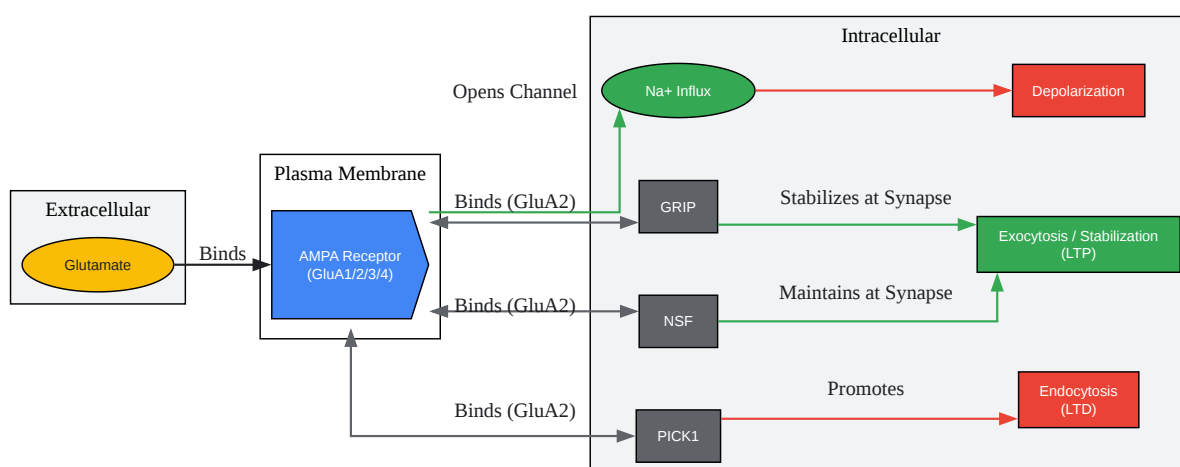 Intracellular
Opens Channel
Na+ Influx
Depolarization
Plasma Membrane
Extracellular
Glutamate
Binds
AMPA Receptor
(GluA1/2/3/4)
Binds (GluA2)
GRIP
Stabilizes at Synapse
Exocytosis / Stabilization
(LTP)
Binds (GluA2)
NSF
Maintains at Synapse
Binds (GluA2)
PICK1
Promotes
Endocytosis
(LTD)